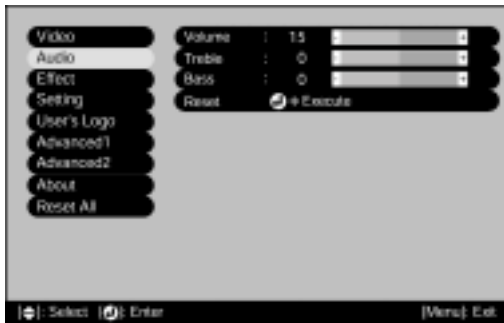 Video
Audio
Effect
Setting
User's Logo
Advanced1
Advanced2
About
Reset All
Volume : 15 - +
Treble : 0 - +
Bass : 0 - +
Reset : Execute
[ ]: Select [ ]: Enter [Menu]: Exit